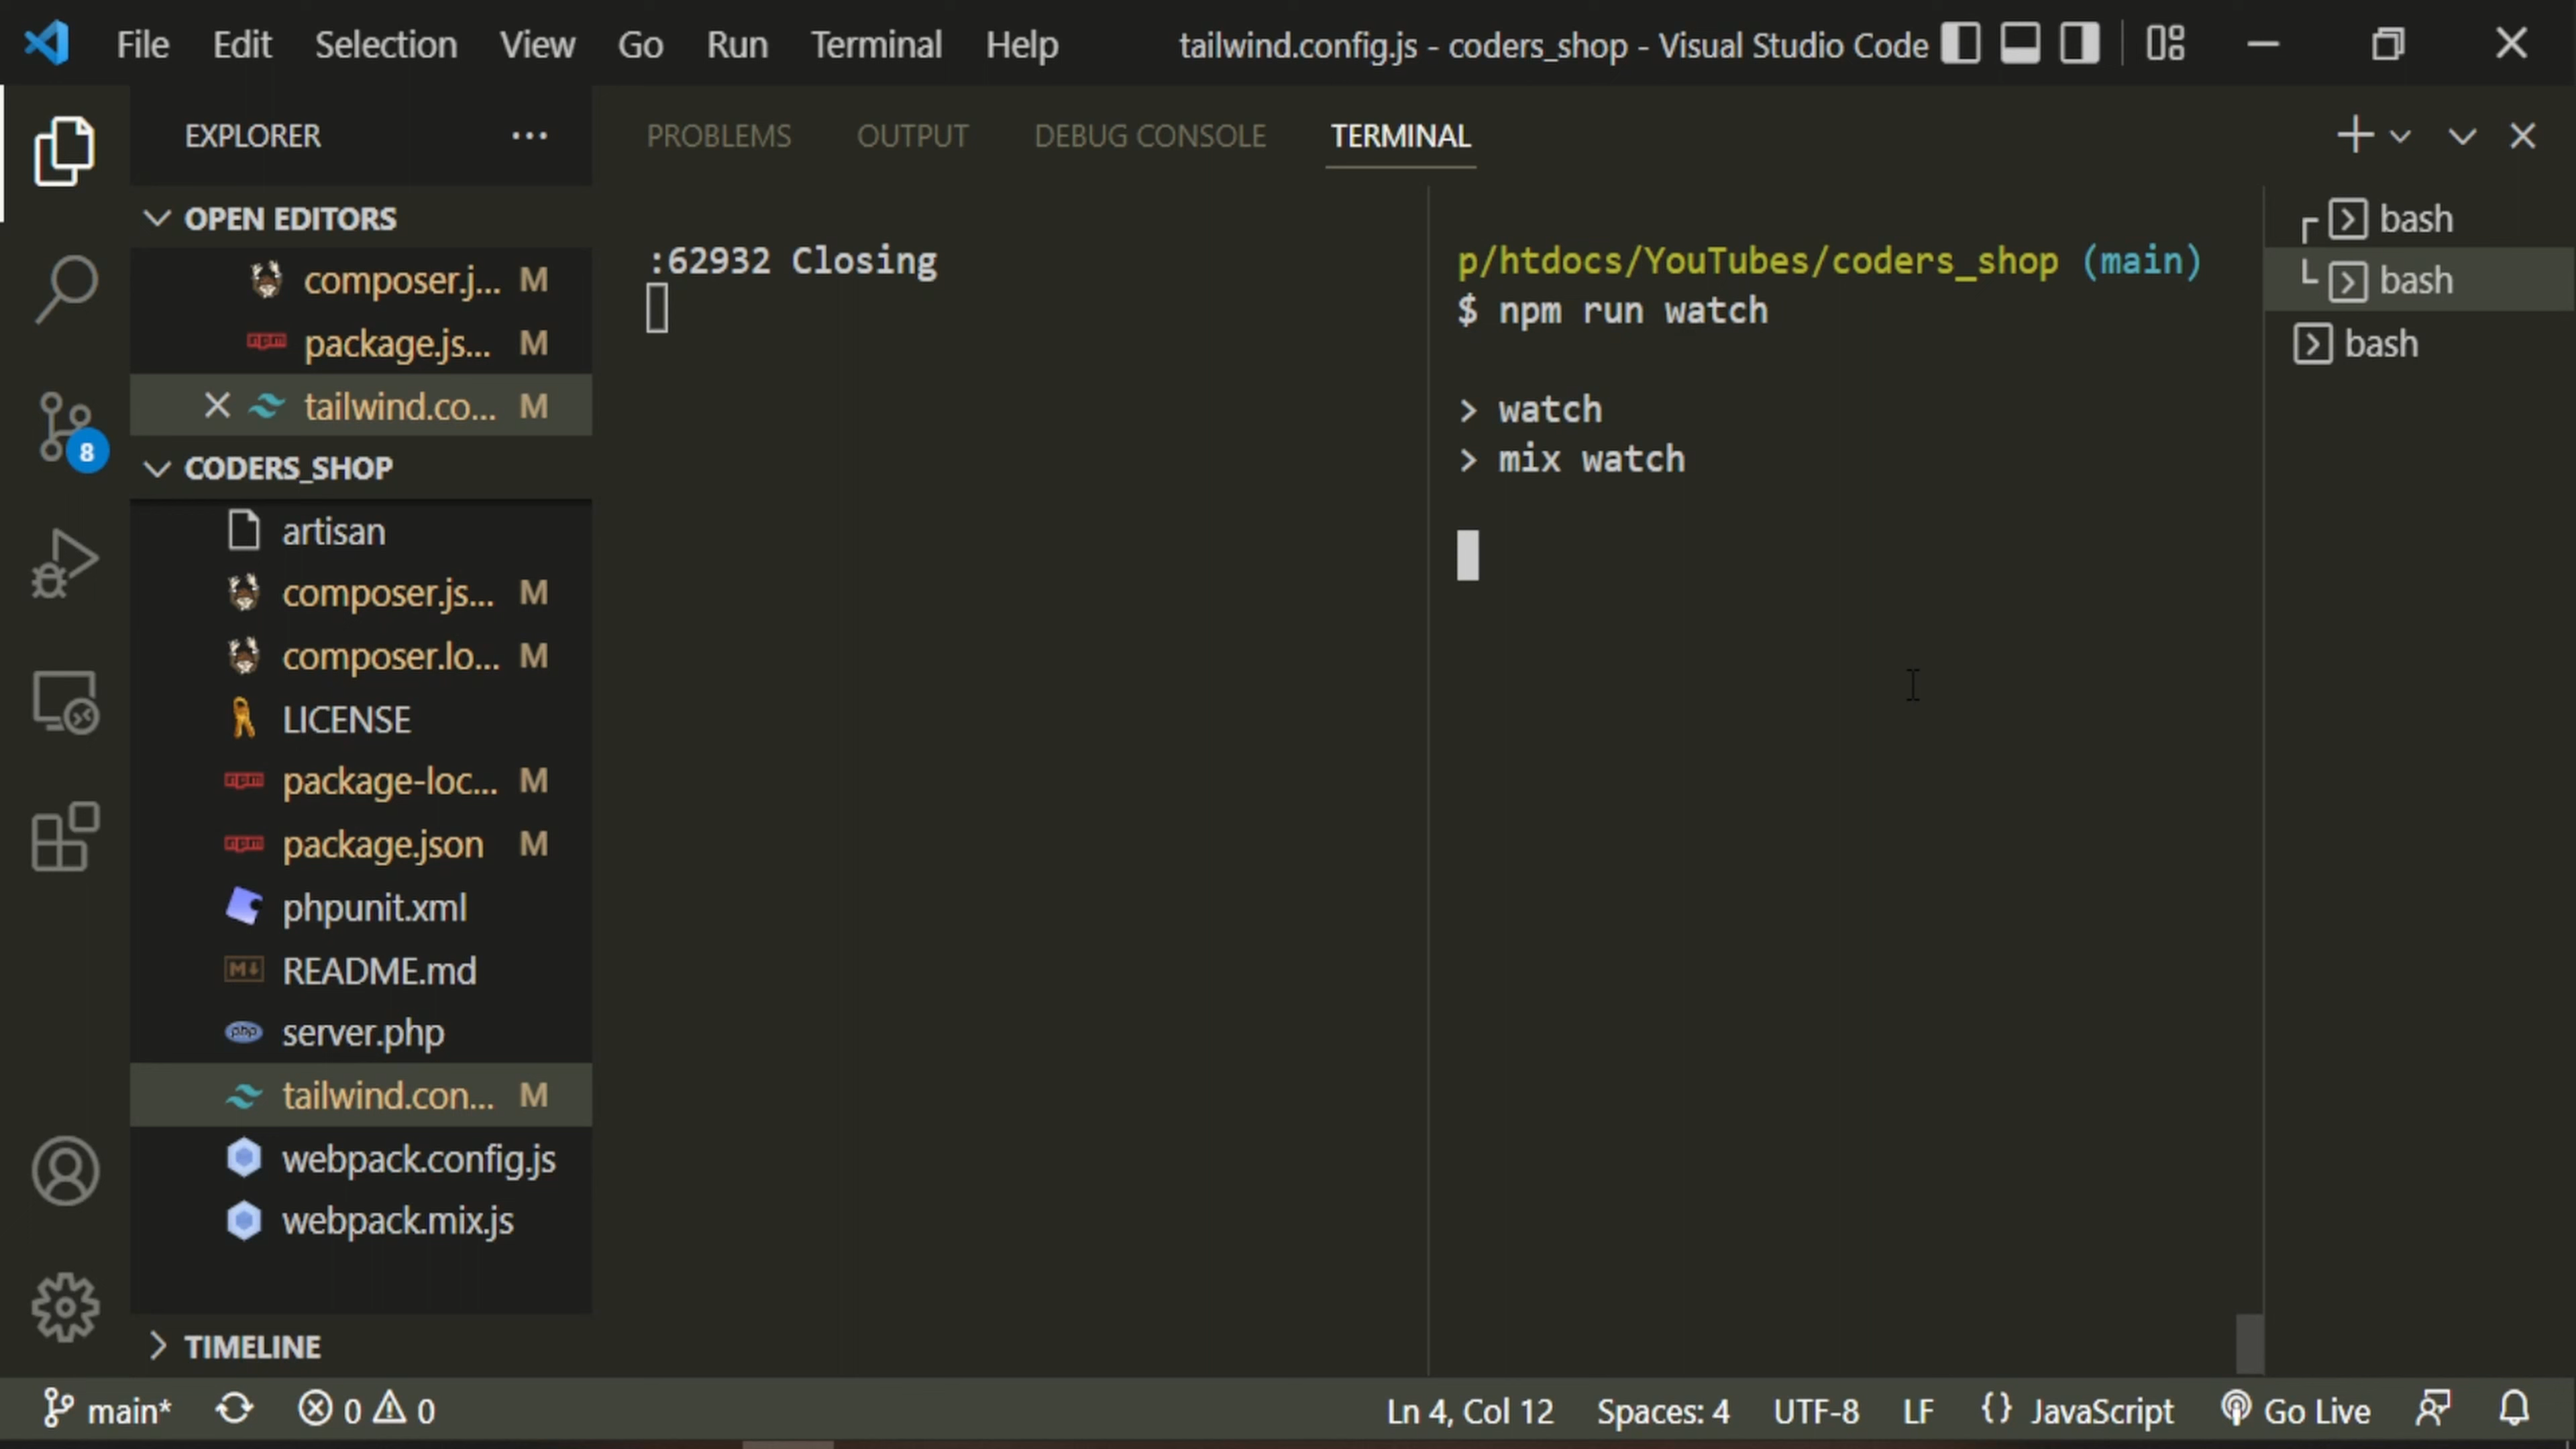 File Edit Selection View Go Run Terminal Help tailwind.config.js - coders_shop - Visual Studio Code
EXPLORER
OPEN EDITORS
composer.j... M
package.js... M
tailwind.co... M
8
CODERS_SHOP
artisan
composer.js... M
composer.lo... M
LICENSE
package-loc... M
package.json M
phpunit.xml
README.md
server.php
tailwind.con... M
webpack.config.js
webpack.mix.js
TIMELINE
PROBLEMS OUTPUT DEBUG CONSOLE TERMINAL
:62932 Closing
p/htdocs/YouTubes/coders_shop (main)
$ npm run watch
> watch
> mix watch
bash
bash
bash
main* 0 0 Ln 4, Col 12 Spaces: 4 UTF-8 LF {} JavaScript Go Live